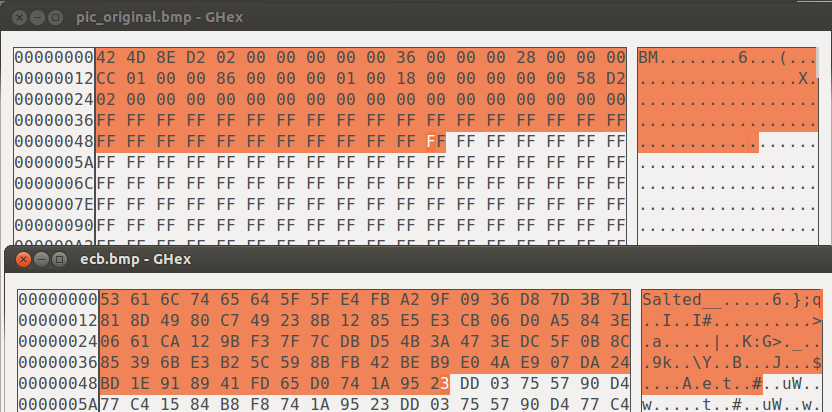 pic_original.bmp - GHex
00000000 42 4D 8E D2 02 00 00 00 00 00 36 00 00 00 28 00 00 00 BM........6...(...
00000012 CC 01 00 00 86 00 00 00 01 00 18 00 00 00 00 00 58 D2 ................X.
00000024 02 00 00 00 00 00 00 00 00 00 00 00 00 00 00 00 00 00 ..................
00000036 FF FF FF FF FF FF FF FF FF FF FF FF FF FF FF FF FF FF ..................
00000048 FF FF FF FF FF FF FF FF FF FF FF FF FF FF FF FF FF FF ..................
0000005A FF FF FF FF FF FF FF FF FF FF FF FF FF FF FF FF FF FF ..................
0000006C FF FF FF FF FF FF FF FF FF FF FF FF FF FF FF FF FF FF ..................
0000007E FF FF FF FF FF FF FF FF FF FF FF FF FF FF FF FF FF FF ..................
00000090 FF FF FF FF FF FF FF FF FF FF FF FF FF FF FF FF FF FF ..................
ecb.bmp - GHex
00000000 53 61 6C 74 65 64 5F 5F E4 FB A2 9F 09 36 D8 7D 3B 71 Salted__.....6.};q
00000012 81 8D 49 80 C7 49 23 8B 12 85 E5 E3 CB 06 D0 A5 84 3E ..I..I#..........>
00000024 06 61 CA 12 9B F3 7F 7C DB D5 4B 3A 47 3E DC 5F 0B 8C .a.....|..K:G>._..
00000036 85 39 6B E3 B2 5C 59 8B FB 42 BE B9 E0 4A E9 07 DA 24 .9k..\Y..B...J...$
00000048 BD 1E 91 89 41 FD 65 D0 74 1A 95 23 DD 03 75 57 90 D4 ....A.e.t..#..uW..
0000005A 77 C4 15 84 B8 F8 74 1A 95 23 DD 03 75 57 90 D4 77 C4 w.....t..#..uW..w.